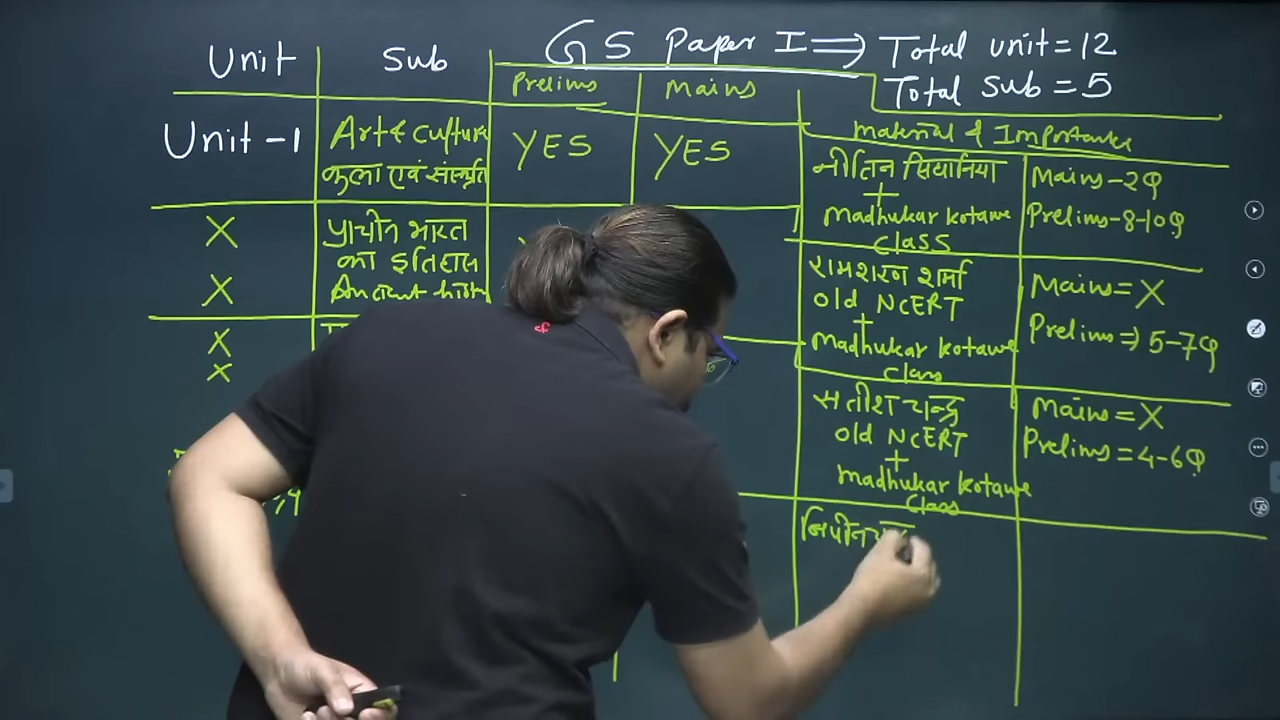 Unit Sub GS Paper I ⇒ Total unit = 12
Total Sub = 5
Prelims Mains
Material & Importance
Unit-1 Art & Culture YES YES
कला एवं संस्कृति
नीतिन सिंघानिया
+
Madhukar Kotawe
Class
Mains-2Q
Prelims-8-10Q
X प्राचीन भारत
का इतिहास
X Ancient hist
रामशरण शर्मा
Old NCERT
+
Madhukar Kotawe
Class
Mains = X
Prelims ⇒ 5-7Q
X
X
सतीश चन्द्र
Old NCERT
+
Madhukar Kotawe
Class
Mains = X
Prelims = 4-6Q